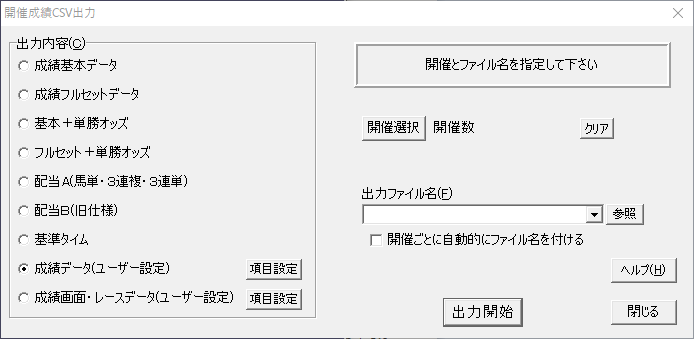 開催成績CSV出力
出力内容(C)
成績基本データ
成績フルセットデータ
基本＋単勝オッズ
フルセット＋単勝オッズ
配当A(馬単・3連複・3連単)
配当B(旧仕様)
基準タイム
成績データ(ユーザー設定)
項目設定
成績画面・レースデータ(ユーザー設定)
項目設定
開催とファイル名を指定して下さい
開催選択
開催数
クリア
出力ファイル名(F)
参照
開催ごとに自動的にファイル名を付ける
ヘルプ(H)
出力開始
閉じる